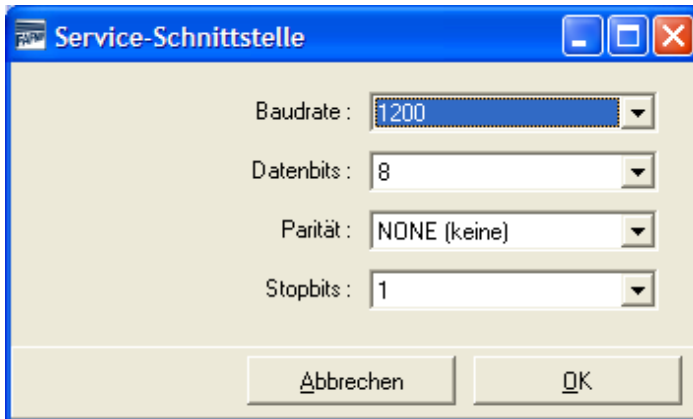 Service-Schnittstelle
Baudrate : 1200
Datenbits : 8
Parität : NONE (keine)
Stopbits : 1
Abbrechen OK